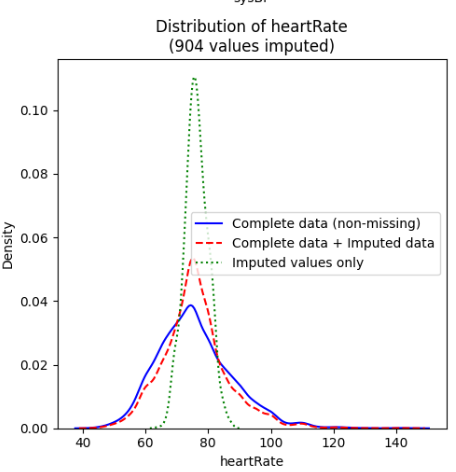 Distribution of heartRate
(904 values imputed)
0.10
0.08
0.06
0.04
0.02
0.00
Density
Complete data (non-missing)
Complete data + Imputed data
Imputed values only
40 60 80 100 120 140
heartRate